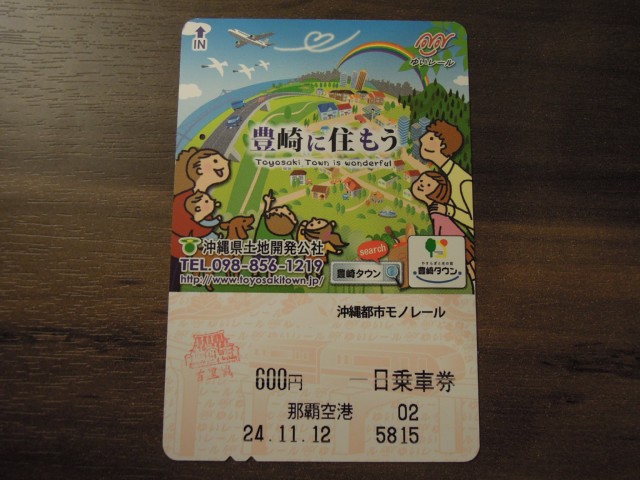 IN
ゆいレール
豊崎に住もう
Toyosaki Town is wonderful
沖縄県土地開発公社
TEL.098-856-1219
http://www.toyosakitown.jp/
search
豊崎タウン
豊崎タウン
沖縄都市モノレール
首里城
600円 一日乗車券
那覇空港 02
24.11.12 5815